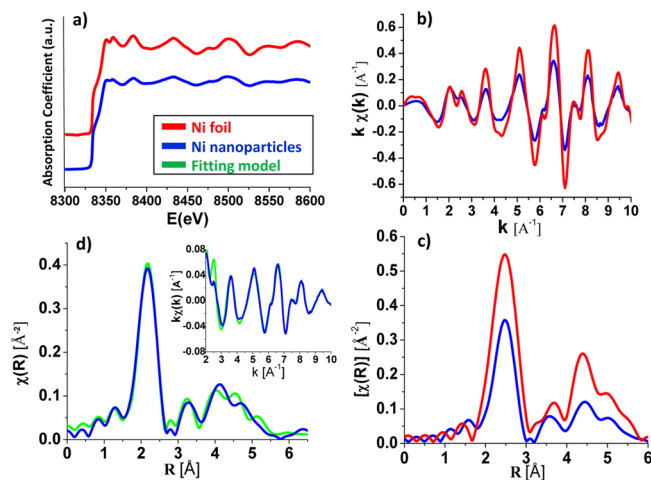 a)
Absorption Coefficient (a.u.)
Ni foil
Ni nanoparticles
Fitting model
8300 8350 8400 8450 8500 8550 8600
E(eV)
b)
k χ(k) [A⁻¹]
0.6
0.4
0.2
0.0
-0.2
-0.4
-0.6
0 1 2 3 4 5 6 7 8 9 10
k [A⁻¹]
d)
χ(R) [Å⁻²]
0.4
0.3
0.2
0.1
0.0
0 1 2 3 4 5 6
R [Å]
kχ(k) [A⁻¹]
0.08
0.04
0.00
-0.04
-0.08
2 3 4 5 6 7 8 9 10
k [A⁻¹]
c)
[χ(R)] [Å⁻²]
0.6
0.5
0.4
0.3
0.2
0.1
0.0
0 1 2 3 4 5 6
R [Å]